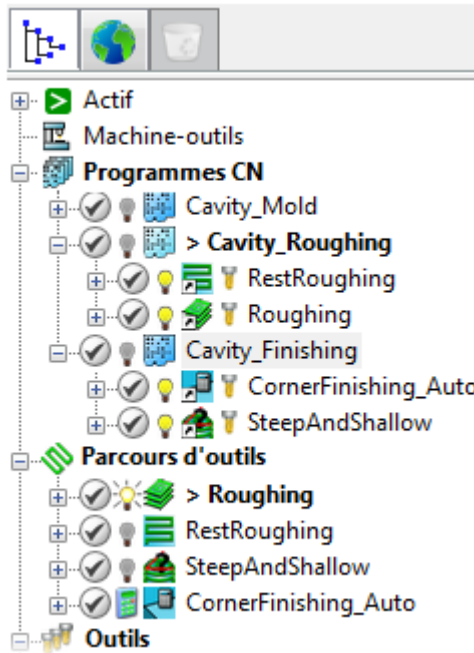 Actif
Machine-outils
Programmes CN
Cavity_Mold
> Cavity_Roughing
RestRoughing
Roughing
Cavity_Finishing
CornerFinishing_Auto
SteepAndShallow
Parcours d'outils
> Roughing
RestRoughing
SteepAndShallow
CornerFinishing_Auto
Outils